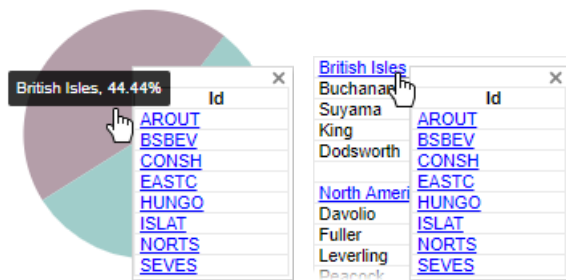 British Isles, 44.44%
×
Id
AROUT
BSBEV
CONSH
EASTC
HUNGO
ISLAT
NORTS
SEVES
British Isles
Buchanan
Suyama
King
Dodsworth
North Ameri
Davolio
Fuller
Leverling
Peacock
×
Id
AROUT
BSBEV
CONSH
EASTC
HUNGO
ISLAT
NORTS
SEVES